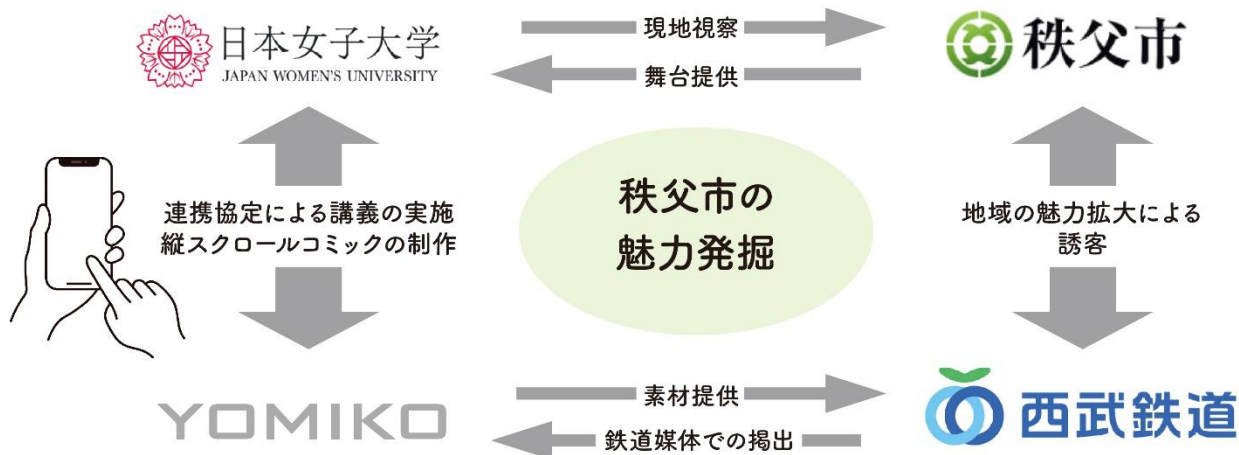 日本女子大学
JAPAN WOMEN'S UNIVERSITY
現地視察
舞台提供
秩父市
連携協定による講義の実施
縦スクロールコミックの制作
秩父市の
魅力発掘
地域の魅力拡大による
誘客
YOMIKO
素材提供
鉄道媒体での掲出
西武鉄道